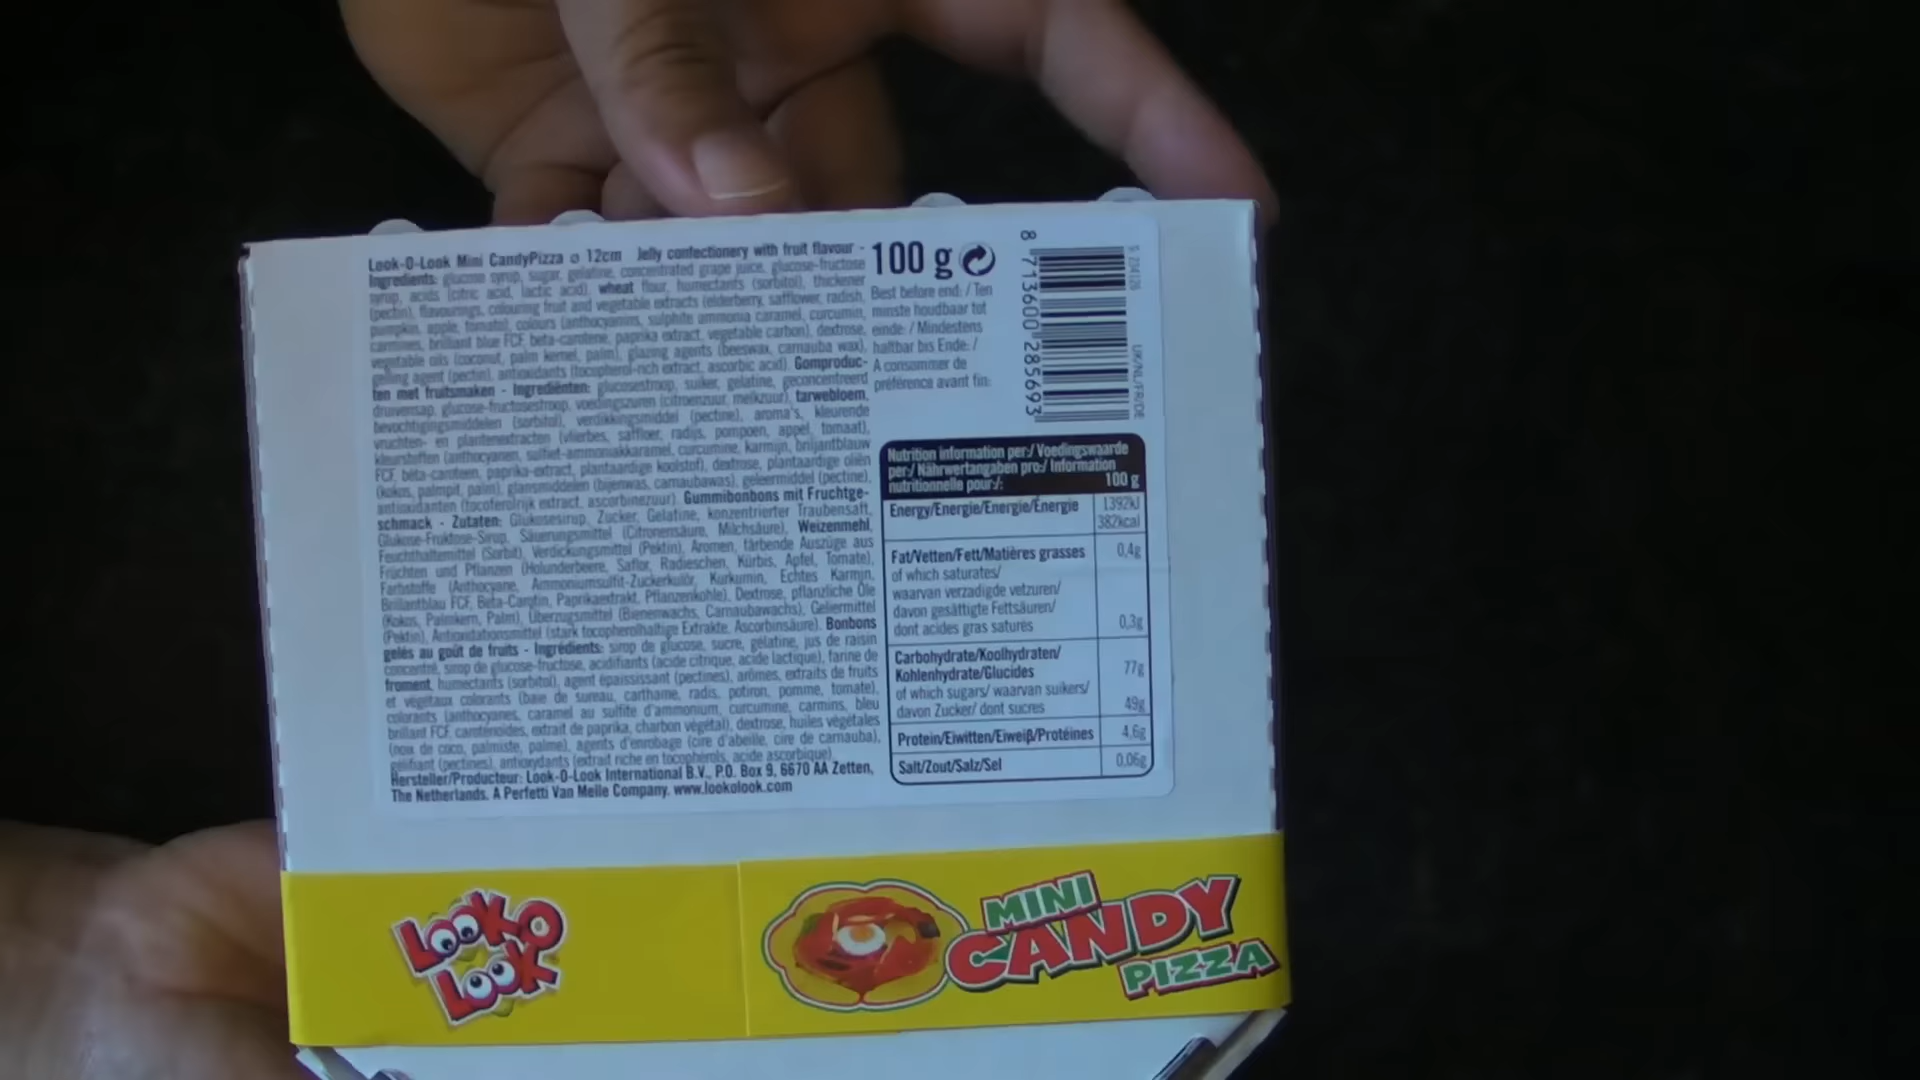 Look-O-Look Mini CandyPizza ⌀ 12cm Jelly confectionery with fruit flavour -
Ingredients: glucose syrup, sugar, gelatine, concentrated grape juice, glucose-fructose
syrup, acids (citric acid, lactic acid), wheat flour, humectants (sorbitol), thickener
(pectin), flavourings, colouring fruit and vegetable extracts (elderberry, safflower, radish,
pumpkin, apple, tomato), colours (anthocyanins, sulphite ammonia caramel, curcumin,
carmines, brilliant blue FCF, beta-carotene, paprika extract, vegetable carbon), dextrose,
vegetable oils (coconut, palm kernel, palm), glazing agents (beeswax, carnauba wax),
gelling agent (pectin), antioxidants (tocopherol-rich extract, ascorbic acid). Gomproduc-
ten met fruitsmaken - Ingrediënten: glucosestroop, suiker, gelatine, geconcentreerd
druivensap, glucose-fructosestroop, voedingszuren (citroenzuur, melkzuur), tarwebloem,
bevochtigingsmiddelen (sorbitol), verdikkingsmiddel (pectine), aroma's, kleurende
vruchten- en plantenextracten (vlierbes, saffloer, radijs, pompoen, appel, tomaat),
kleurstoffen (anthocyanen, sulfiet-ammoniakkaramel, curcumine, karmijn, briljantblauw
FCF, bèta-caroteen, paprika-extract, plantaardige koolstof), dextrose, plantaardige oliën
(kokos, palmpit, palm), glansmiddelen (bijenwas, carnaubawas), geleermiddel (pectine),
antioxidanten (tocoferolrijk extract, ascorbinezuur). Gummibonbons mit Fruchtge-
schmack - Zutaten: Glukosesirup, Zucker, Gelatine, konzentrierter Traubensaft,
Glukose-Fruktose-Sirup, Säuerungsmittel (Citronensäure, Milchsäure), Weizenmehl,
Feuchthaltemittel (Sorbit), Verdickungsmittel (Pektin), Aromen, färbende Auszüge aus
Früchten und Pflanzen (Holunderbeere, Saflor, Radieschen, Kürbis, Apfel, Tomate),
Farbstoffe (Anthocyane, Ammoniumsulfit-Zuckerkulör, Kurkumin, Echtes Karmin,
Brillantblau FCF, Beta-Carotin, Paprikaextrakt, Pflanzenkohle), Dextrose, pflanzliche Öle
(Kokos, Palmkern, Palm), Überzugsmittel (Bienenwachs, Carnaubawachs), Geliermittel
(Pektin), Antioxidationsmittel (stark tocopherolhaltige Extrakte, Ascorbinsäure). Bonbons
gelés au goût de fruits - Ingrédients: sirop de glucose, sucre, gélatine, jus de raisin
concentré, sirop de glucose-fructose, acidifiants (acide citrique, acide lactique), farine de
froment, humectants (sorbitol), agent épaississant (pectines), arômes, extraits de fruits
et végétaux colorants (baie de sureau, carthame, radis, potiron, pomme, tomate),
colorants (anthocyanes, caramel au sulfite d'ammonium, curcumine, carmins, bleu
brillant FCF, caroténoïdes, extrait de paprika, charbon végétal), dextrose, huiles végétales
(noix de coco, palmiste, palme), agents d'enrobage (cire d'abeille, cire de carnauba),
gélifiant (pectines), antioxydants (extrait riche en tocophérols, acide ascorbique)
Hersteller/Producteur: Look-O-Look International B.V., P.O. Box 9, 6670 AA Zetten,
The Netherlands. A Perfetti Van Melle Company. www.lookolook.com
100 g
Best before end: / Ten
minste houdbaar tot
einde: / Mindestens
haltbar bis Ende: /
A consommer de
préférence avant fin:
8 713600 285693
UK/NL/FR/DE
Nutrition information per:/ Voedingswaarde
per:/ Nährwertangaben pro:/ Information
nutritionnelle pour:/: 100 g
Energy/Energie/Energie/Énergie 1392kJ
382kcal
Fat/Vetten/Fett/Matières grasses 0,4g
of which saturates/
waarvan verzadigde vetzuren/
davon gesättigte Fettsäuren/
dont acides gras saturés 0,3g
Carbohydrate/Koolhydraten/
Kohlenhydrate/Glucides 77g
of which sugars/ waarvan suikers/
davon Zucker/ dont sucres 49g
Protein/Eiwitten/Eiweiß/Protéines 4,6g
Salt/Zout/Salz/Sel 0,06g
LOOK-O
LOOK
MINI
CANDY
PIZZA